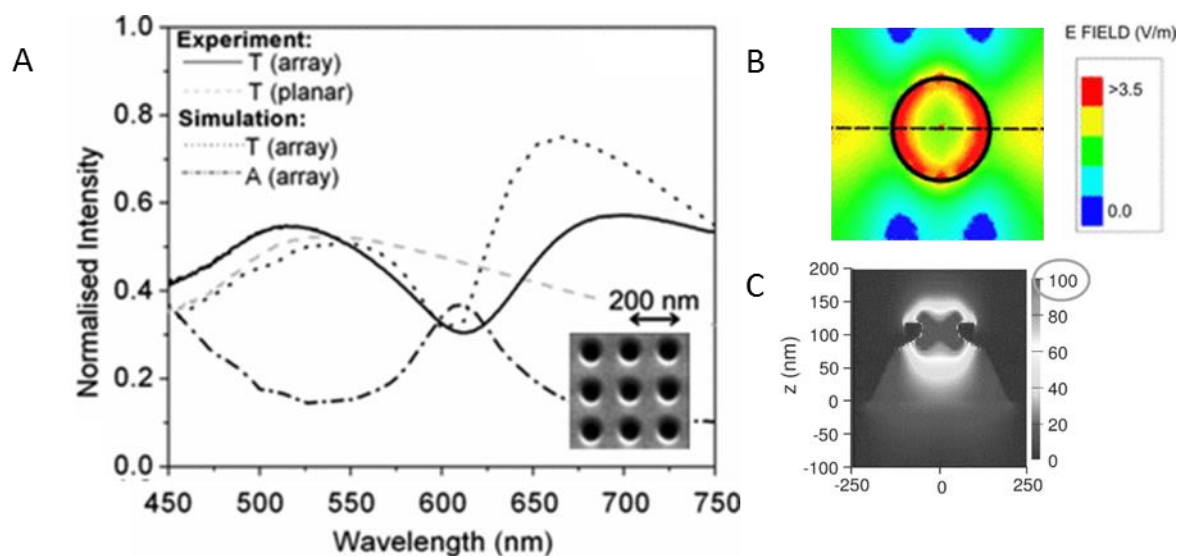 A
Normalised Intensity
1.0
0.8
0.6
0.4
0.2
0.0
Experiment:
T (array)
T (planar)
Simulation:
T (array)
A (array)
200 nm
450 500 550 600 650 700 750
Wavelength (nm)
B
E FIELD (V/m)
>3.5
0.0
C
z (nm)
200
150
100
50
0
-50
-100
-250 0 250
100
80
60
40
20
0